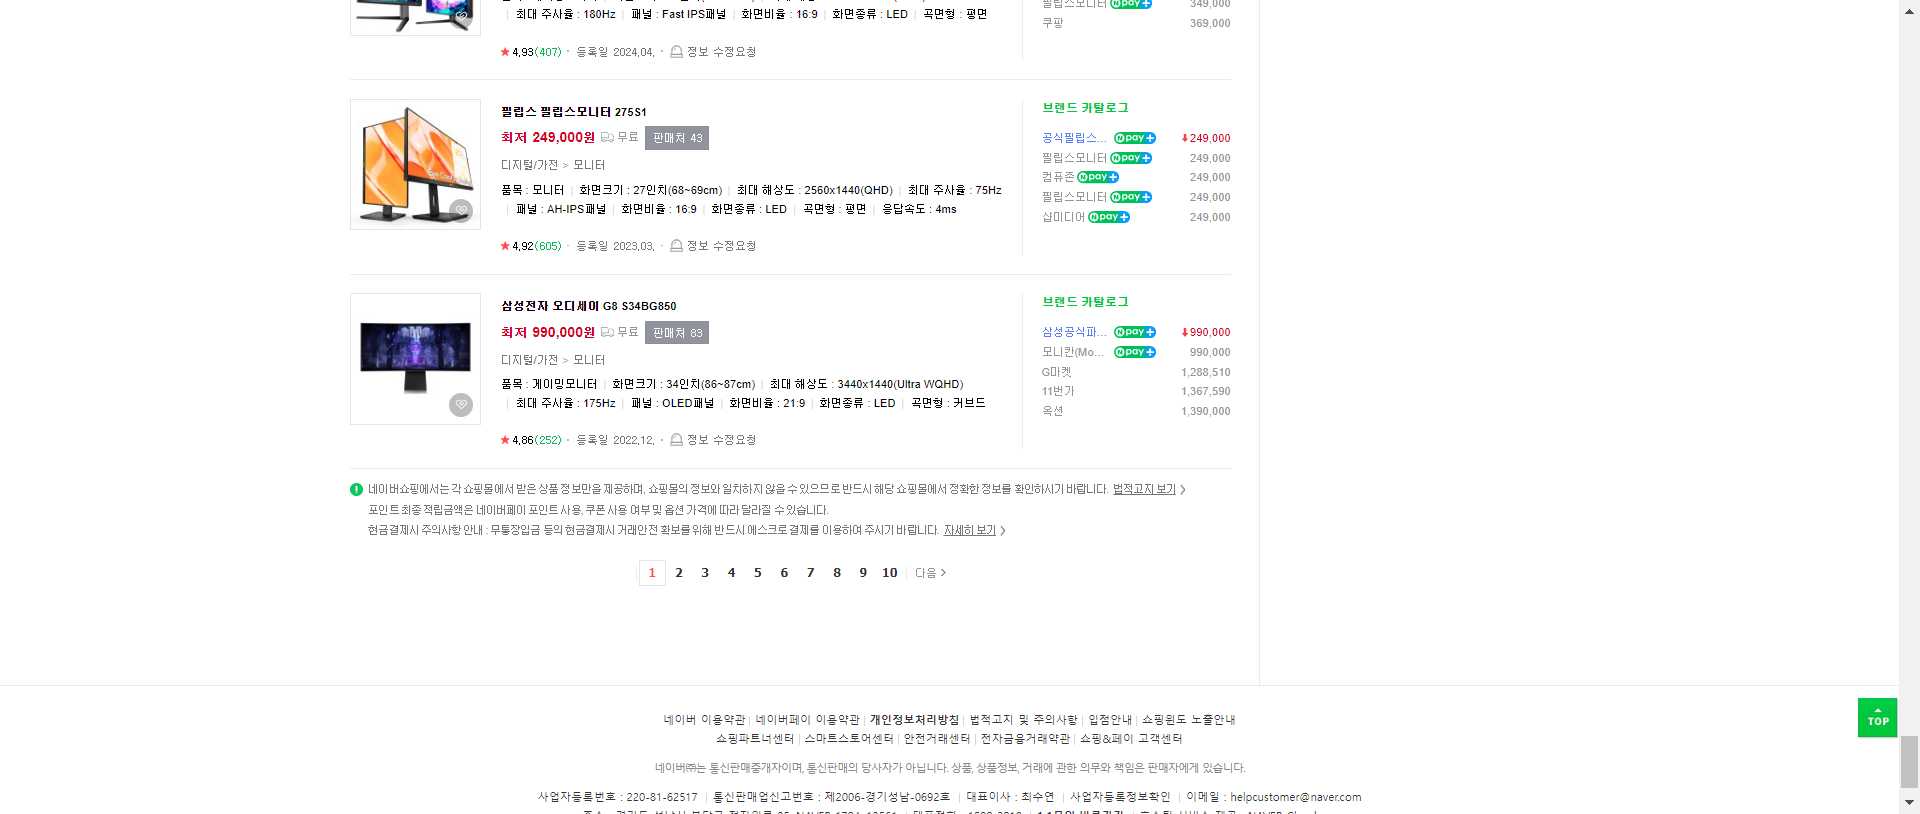 최대 주사율 : 180Hz | 패널 : Fast IPS패널 | 화면비율 : 16:9 | 화면종류 : LED | 곡면형 : 평면
필립스모니터 pay+ 349,000
쿠팡 369,000
★ 4.93(407) · 등록일 2024.04. · 정보 수정요청
필립스 필립스모니터 275S1
최저 249,000원 무료 판매처 43
디지털/가전 > 모니터
품목 : 모니터 | 화면크기 : 27인치(68~69cm) | 최대 해상도 : 2560x1440(QHD) | 최대 주사율 : 75Hz
| 패널 : AH-IPS패널 | 화면비율 : 16:9 | 화면종류 : LED | 곡면형 : 평면 | 응답속도 : 4ms
★ 4.92(605) · 등록일 2023.03. · 정보 수정요청
브랜드 카탈로그
공식필립스... N pay+ 249,000
필립스모니터 N pay+ 249,000
컴퓨존 N pay+ 249,000
필립스모니터 N pay+ 249,000
샵미디어 N pay+ 249,000
삼성전자 오디세이 G8 S34BG850
최저 990,000원 무료 판매처 83
디지털/가전 > 모니터
품목 : 게이밍모니터 | 화면크기 : 34인치(86~87cm) | 최대 해상도 : 3440x1440(Ultra WQHD)
| 최대 주사율 : 175Hz | 패널 : OLED패널 | 화면비율 : 21:9 | 화면종류 : LED | 곡면형 : 커브드
★ 4.86(252) · 등록일 2022.12. · 정보 수정요청
브랜드 카탈로그
삼성공식파... N pay+ 990,000
모니칸(Mo... N pay+ 990,000
G마켓 1,288,510
11번가 1,367,590
옥션 1,390,000
네이버쇼핑에서는 각 쇼핑몰에서 받은 상품 정보만을 제공하며, 쇼핑몰의 정보와 일치하지 않을 수 있으므로 반드시 해당 쇼핑몰에서 정확한 정보를 확인하시기 바랍니다. 법적고지 보기 >
포인트 최종 적립금액은 네이버페이 포인트 사용, 쿠폰 사용 여부 및 옵션 가격에 따라 달라질 수 있습니다.
현금결제시 주의사항 안내 : 무통장입금 등의 현금결제시 거래안전 확보를 위해 반드시 에스크로 결제를 이용하여 주시기 바랍니다. 자세히 보기 >
1 2 3 4 5 6 7 8 9 10 다음 >
TOP
네이버 이용약관 | 네이버페이 이용약관 | 개인정보처리방침 | 법적고지 및 주의사항 | 입점안내 | 쇼핑윈도 노출안내
쇼핑파트너센터 | 스마트스토어센터 | 안전거래센터 | 전자금융거래약관 | 쇼핑&페이 고객센터
네이버㈜는 통신판매중개자이며, 통신판매의 당사자가 아닙니다. 상품, 상품정보, 거래에 관한 의무와 책임은 판매자에게 있습니다.
사업자등록번호 : 220-81-62517 | 통신판매업신고번호 : 제2006-경기성남-0692호 | 대표이사 : 최수연 | 사업자등록정보확인 | 이메일 : helpcustomer@naver.com